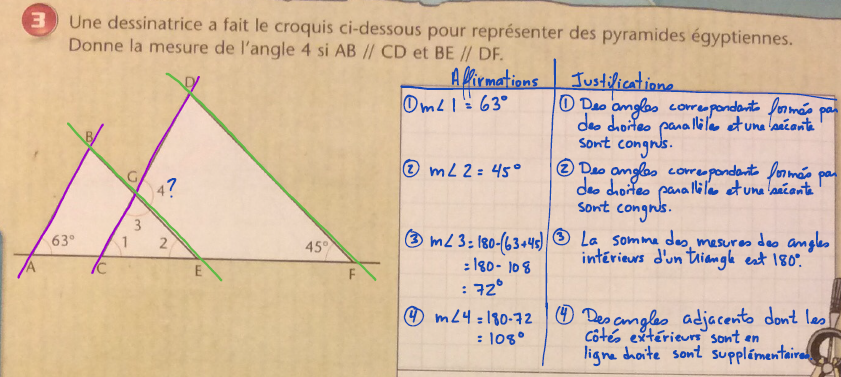 3 Une dessinatrice a fait le croquis ci-dessous pour représenter des pyramides égyptiennes.
Donne la mesure de l'angle 4 si AB // CD et BE // DF.
D
B
G
4 ?
3
63° 1 2 45°
A C E F
Affirmations Justifications
① m∠1 = 63° ① Des angles correspondants formés par
des droites parallèles et une sécante
sont congrus.
② m∠2 = 45° ② Des angles correspondants formés par
des droites parallèles et une sécante
sont congrus.
③ m∠3 = 180-(63+45) ③ La somme des mesures des angles
= 180 - 108 intérieurs d'un triangle est 180°.
: 72°
④ m∠4 = 180-72 ④ Des angles adjacents dont les
= 108° côtés extérieurs sont en
ligne droite sont supplémentaires